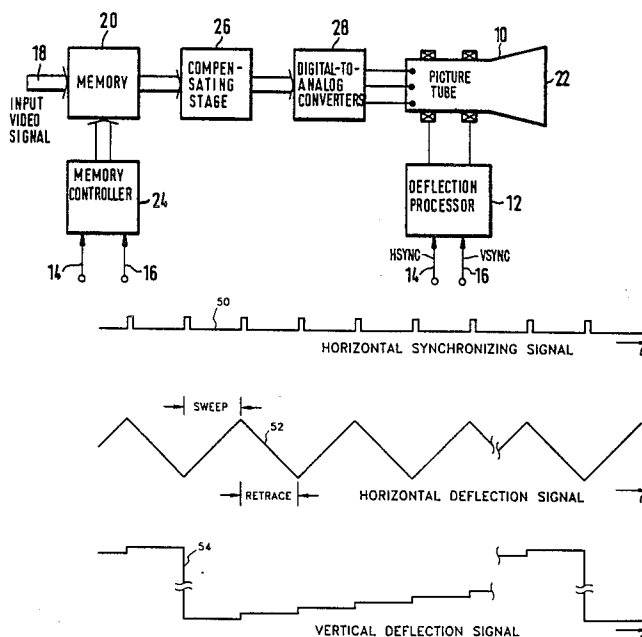 20
MEMORY
26
COMPEN-
SATING
STAGE
28
DIGITAL-TO
ANALOG
CONVERTERS
10
PICTURE
TUBE
22
18
INPUT
VIDEO
SIGNAL
MEMORY
CONTROLLER
24
14
16
DEFLECTION
PROCESSOR
12
HSYNC
VSYNC
14
16
50
HORIZONTAL SYNCHRONIZING SIGNAL
t
SWEEP
52
RETRACE
HORIZONTAL DEFLECTION SIGNAL
t
54
VERTICAL DEFLECTION SIGNAL
t